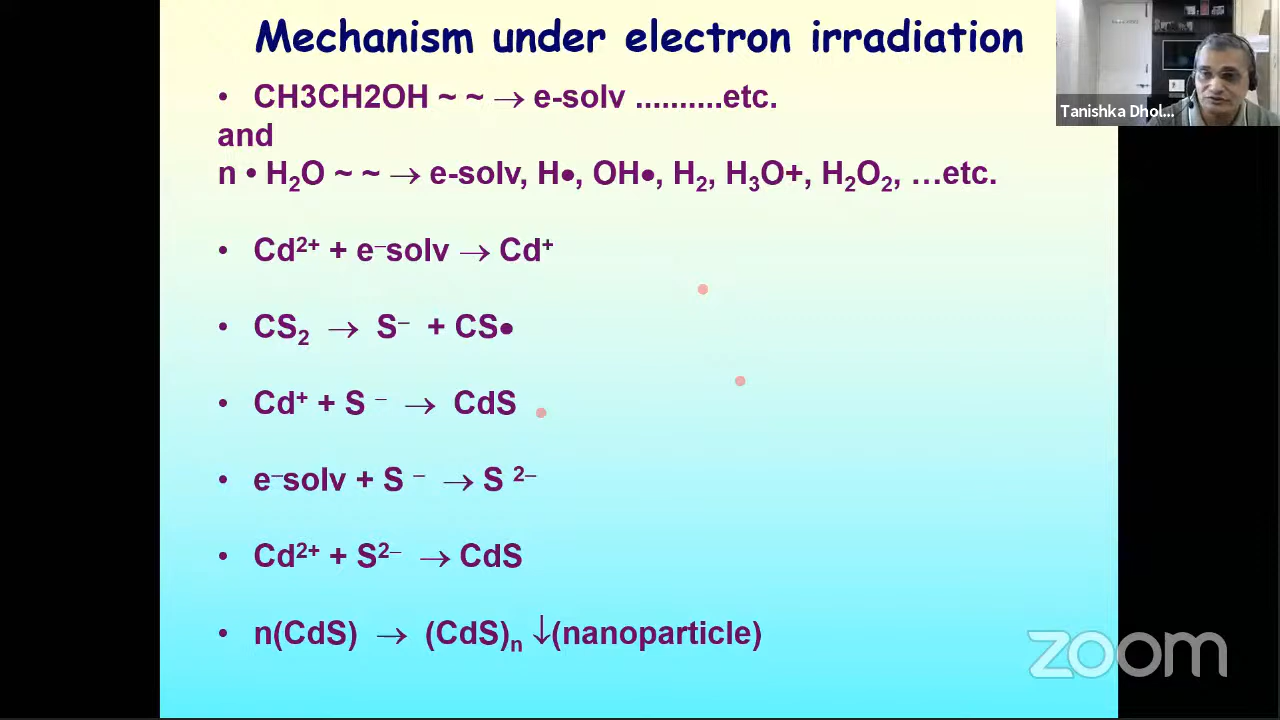 Mechanism under electron irradiation
• CH3CH2OH ~ ~ → e-solv ..........etc.
and
n • H₂O ~ ~ → e-solv, H●, OH●, H₂, H₃O+, H₂O₂, …etc.
• Cd²⁺ + e⁻solv → Cd⁺
• CS₂ → S⁻ + CS●
• Cd⁺ + S ⁻ → CdS
• e⁻solv + S ⁻ → S ²⁻
• Cd²⁺ + S²⁻ → CdS
• n(CdS) → (CdS)ₙ ↓(nanoparticle)
Tanishka Dhol...
zoom